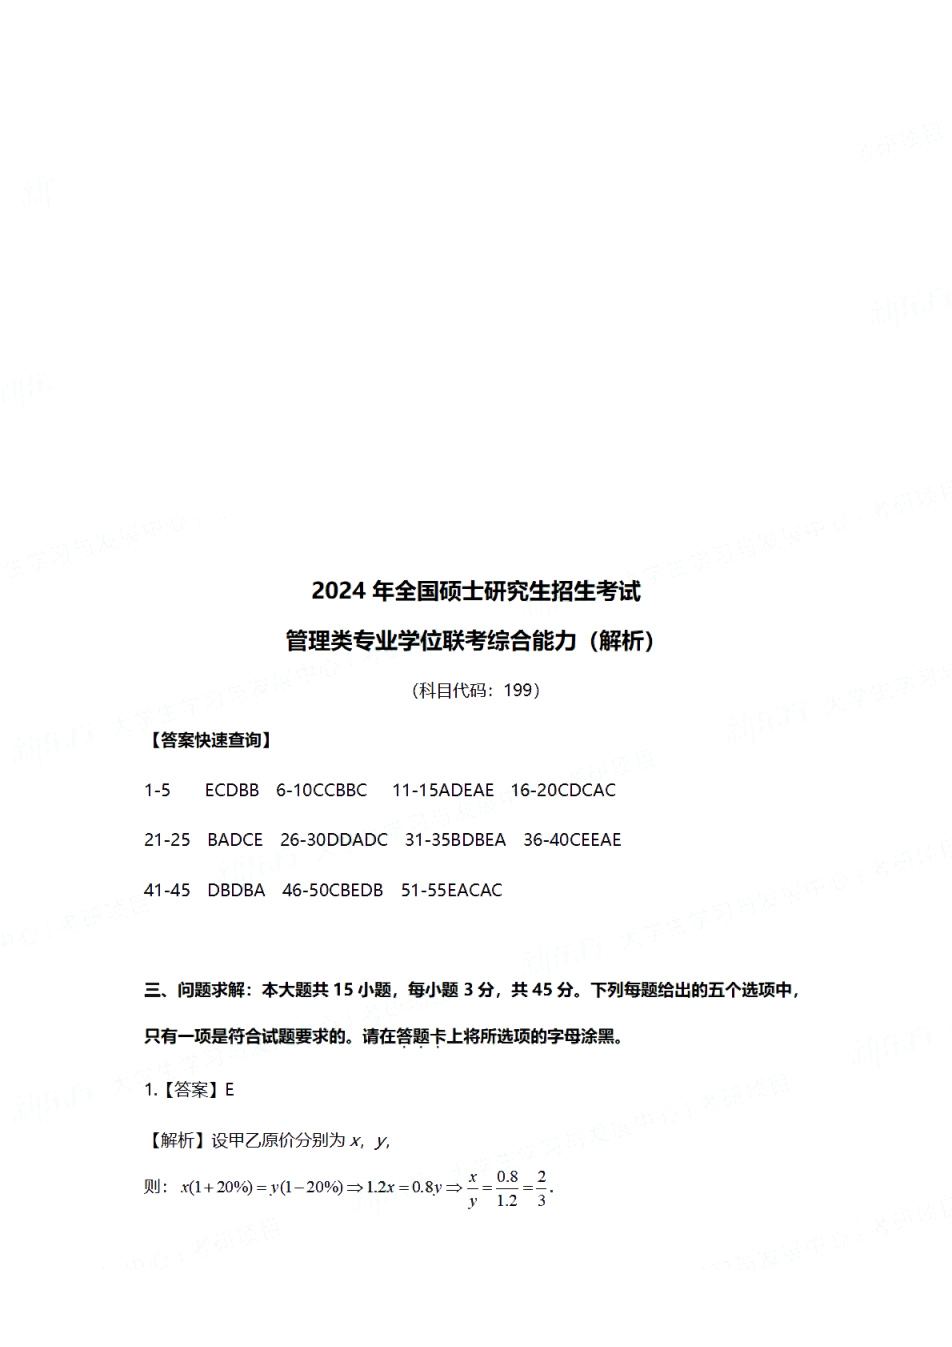 2024 年全国硕士研究生招生考试
管理类专业学位联考综合能力（解析）
（科目代码：199）
【答案快速查询】
1-5 ECDBB 6-10CCBBC 11-15ADEAE 16-20CDCAC
21-25 BADCE 26-30DDADC 31-35BDBEA 36-40CEEAE
41-45 DBDBA 46-50CBEDB 51-55EACAC
三、问题求解：本大题共 15 小题，每小题 3 分，共 45 分。下列每题给出的五个选项中，
只有一项是符合试题要求的。请在答题卡上将所选项的字母涂黑。
1.【答案】E
【解析】设甲乙原价分别为 x，y，
则：x(1+20%)=y(1−20%)⇒1.2x=0.8y⇒x/y=0.8/1.2=2/3.